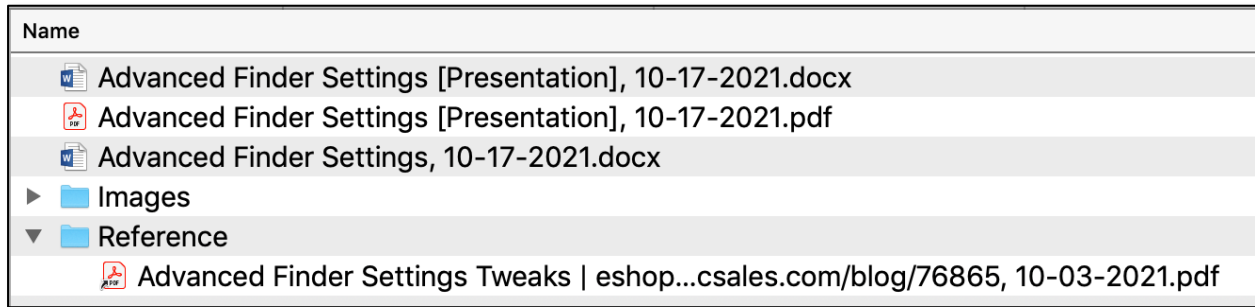 Name
Advanced Finder Settings [Presentation], 10-17-2021.docx
Advanced Finder Settings [Presentation], 10-17-2021.pdf
Advanced Finder Settings, 10-17-2021.docx
Images
Reference
Advanced Finder Settings Tweaks | eshop...csales.com/blog/76865, 10-03-2021.pdf